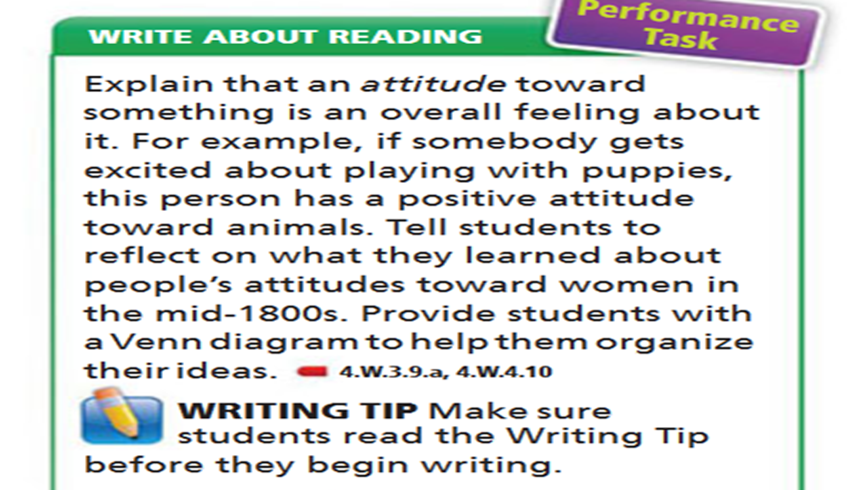 Performance
Task
WRITE ABOUT READING
Explain that an attitude toward
something is an overall feeling about
it. For example, if somebody gets
excited about playing with puppies,
this person has a positive attitude
toward animals. Tell students to
reflect on what they learned about
people's attitudes toward women in
the mid-1800s. Provide students with
a Venn diagram to help them organize
their ideas. 4.W.3.9.a, 4.W.4.10
WRITING TIP Make sure
students read the Writing Tip
before they begin writing.